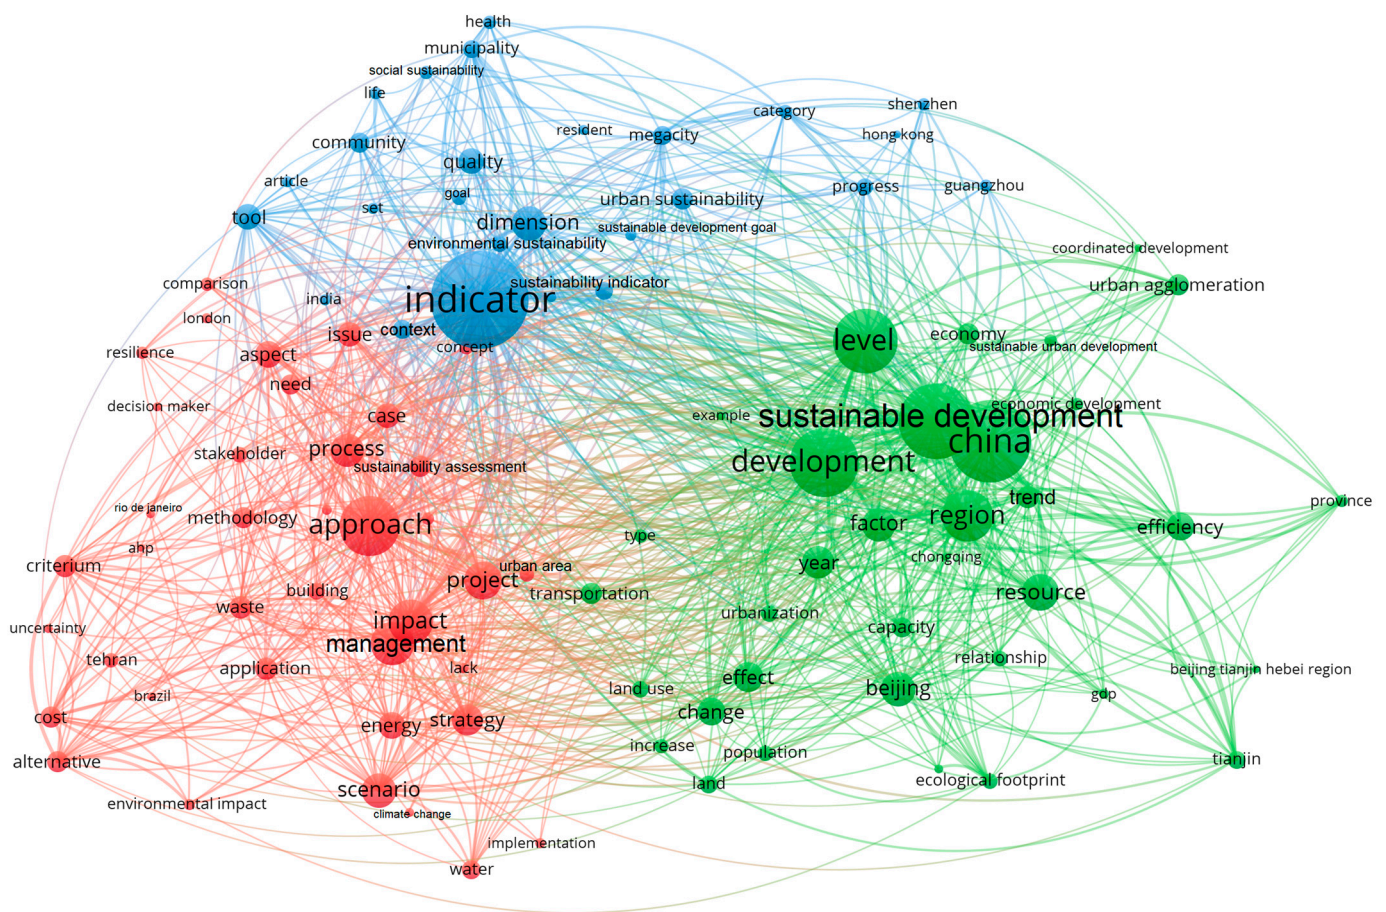 health
municipality
social sustainability
life
category
shenzhen
resident
megacity
hong kong
community
quality
article
goal
progress
guangzhou
set
urban sustainability
tool
dimension
sustainable development goal
environmental sustainability
coordinated development
comparison
india
sustainability indicator
urban agglomeration
indicator
london
issue
context
concept
level
economy
sustainable urban development
resilience
aspect
need
decision maker
case
example
economic development
sustainable development
china
stakeholder
process
sustainability assessment
development
trend
province
rio de janeiro
methodology
approach
type
factor
region
efficiency
ahp
criterium
building
project
urban area
transportation
year
chongqing
resource
waste
impact
urbanization
capacity
uncertainty
management
tehran
application
lack
relationship
beijing tianjin hebei region
brazil
land use
effect
beijing
gdp
cost
energy
strategy
change
alternative
increase
population
tianjin
scenario
land
ecological footprint
environmental impact
climate change
implementation
water